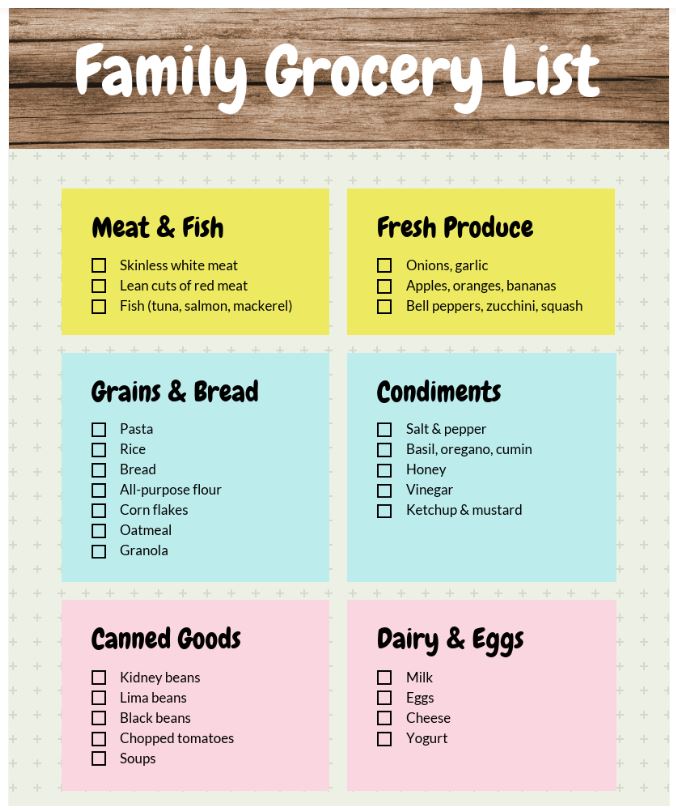 Family Grocery List
Meat & Fish
Skinless white meat
Lean cuts of red meat
Fish (tuna, salmon, mackerel)
Fresh Produce
Onions, garlic
Apples, oranges, bananas
Bell peppers, zucchini, squash
Grains & Bread
Pasta
Rice
Bread
All-purpose flour
Corn flakes
Oatmeal
Granola
Condiments
Salt & pepper
Basil, oregano, cumin
Honey
Vinegar
Ketchup & mustard
Canned Goods
Kidney beans
Lima beans
Black beans
Chopped tomatoes
Soups
Dairy & Eggs
Milk
Eggs
Cheese
Yogurt